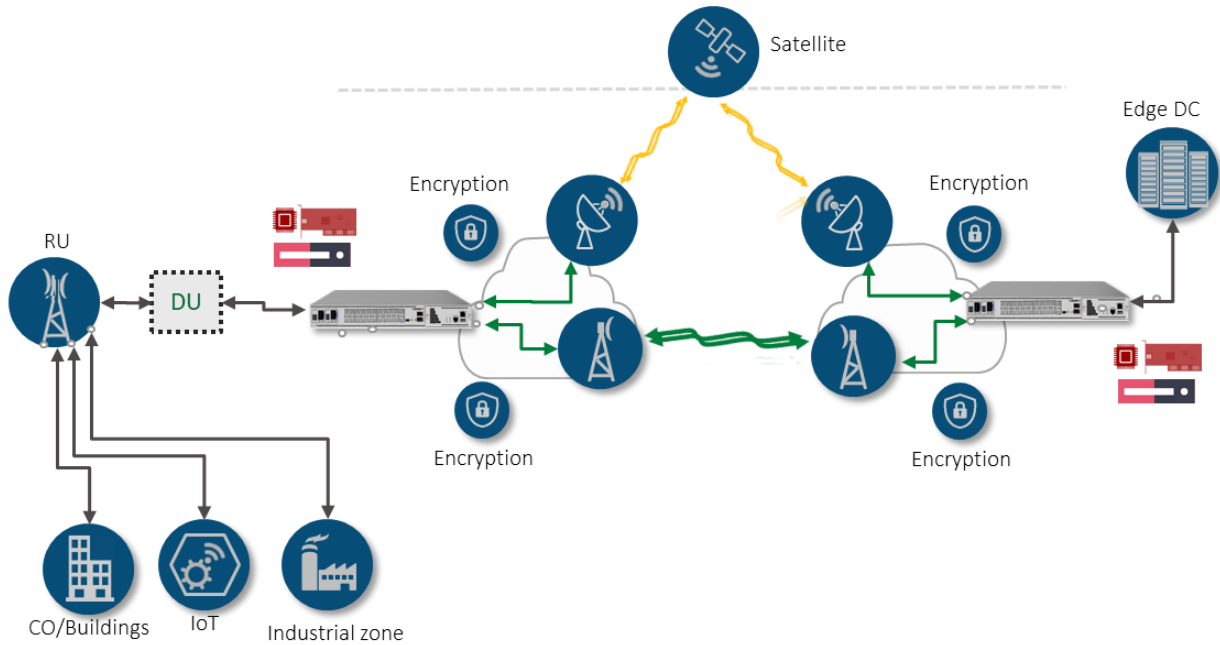 Satellite
Edge DC
Encryption
Encryption
RU
DU
Encryption
Encryption
CO/Buildings
IoT
Industrial zone